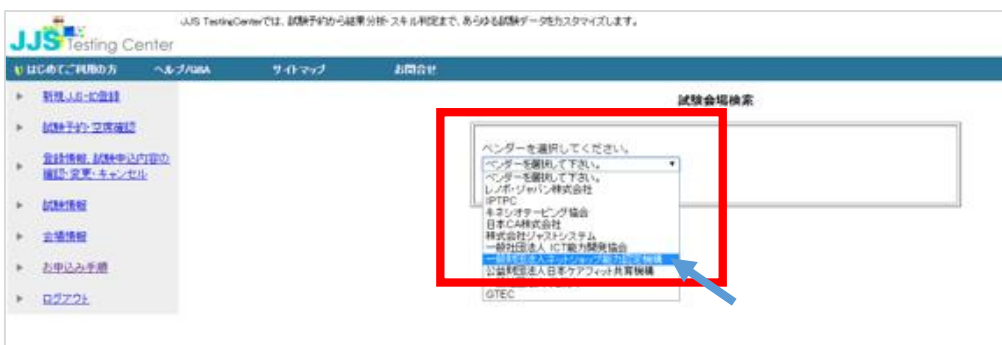 JJS Testing Center
JJS TestingCenterでは、試験予約から結果分析・スキル判定まで、あらゆる試験データをカスタマイズします。
はじめてご利用の方 ヘルプ/Q&A サイトマップ お問合せ
新規JJS-ID登録
試験予約・空席確認
登録情報、試験申込内容の
確認・変更・キャンセル
試験情報
会場情報
お申込み手順
ログアウト
試験会場検索
ベンダーを選択してください。
ベンダーを選択して下さい。
ベンダーを選択して下さい。
レノボ・ジャパン株式会社
IPTPC
キネシオテーピング協会
日本CA株式会社
株式会社ジャストシステム
一般社団法人 ICT能力開発協会
一般財団法人ネットショップ能力認定機構
公益財団法人日本ケアフィット共育機構
GTEC